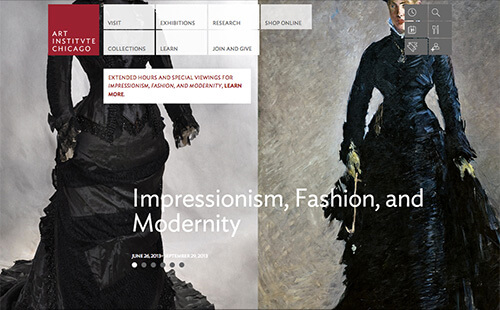 ART
INSTITVTE
CHICAGO
VISIT
EXHIBITIONS
RESEARCH
SHOP ONLINE
COLLECTIONS
LEARN
JOIN AND GIVE
EXTENDED HOURS AND SPECIAL VIEWINGS FOR
IMPRESSIONISM, FASHION, AND MODERNITY, LEARN
MORE.
Impressionism, Fashion, and
Modernity
JUNE 26, 2013–SEPTEMBER 29, 2013